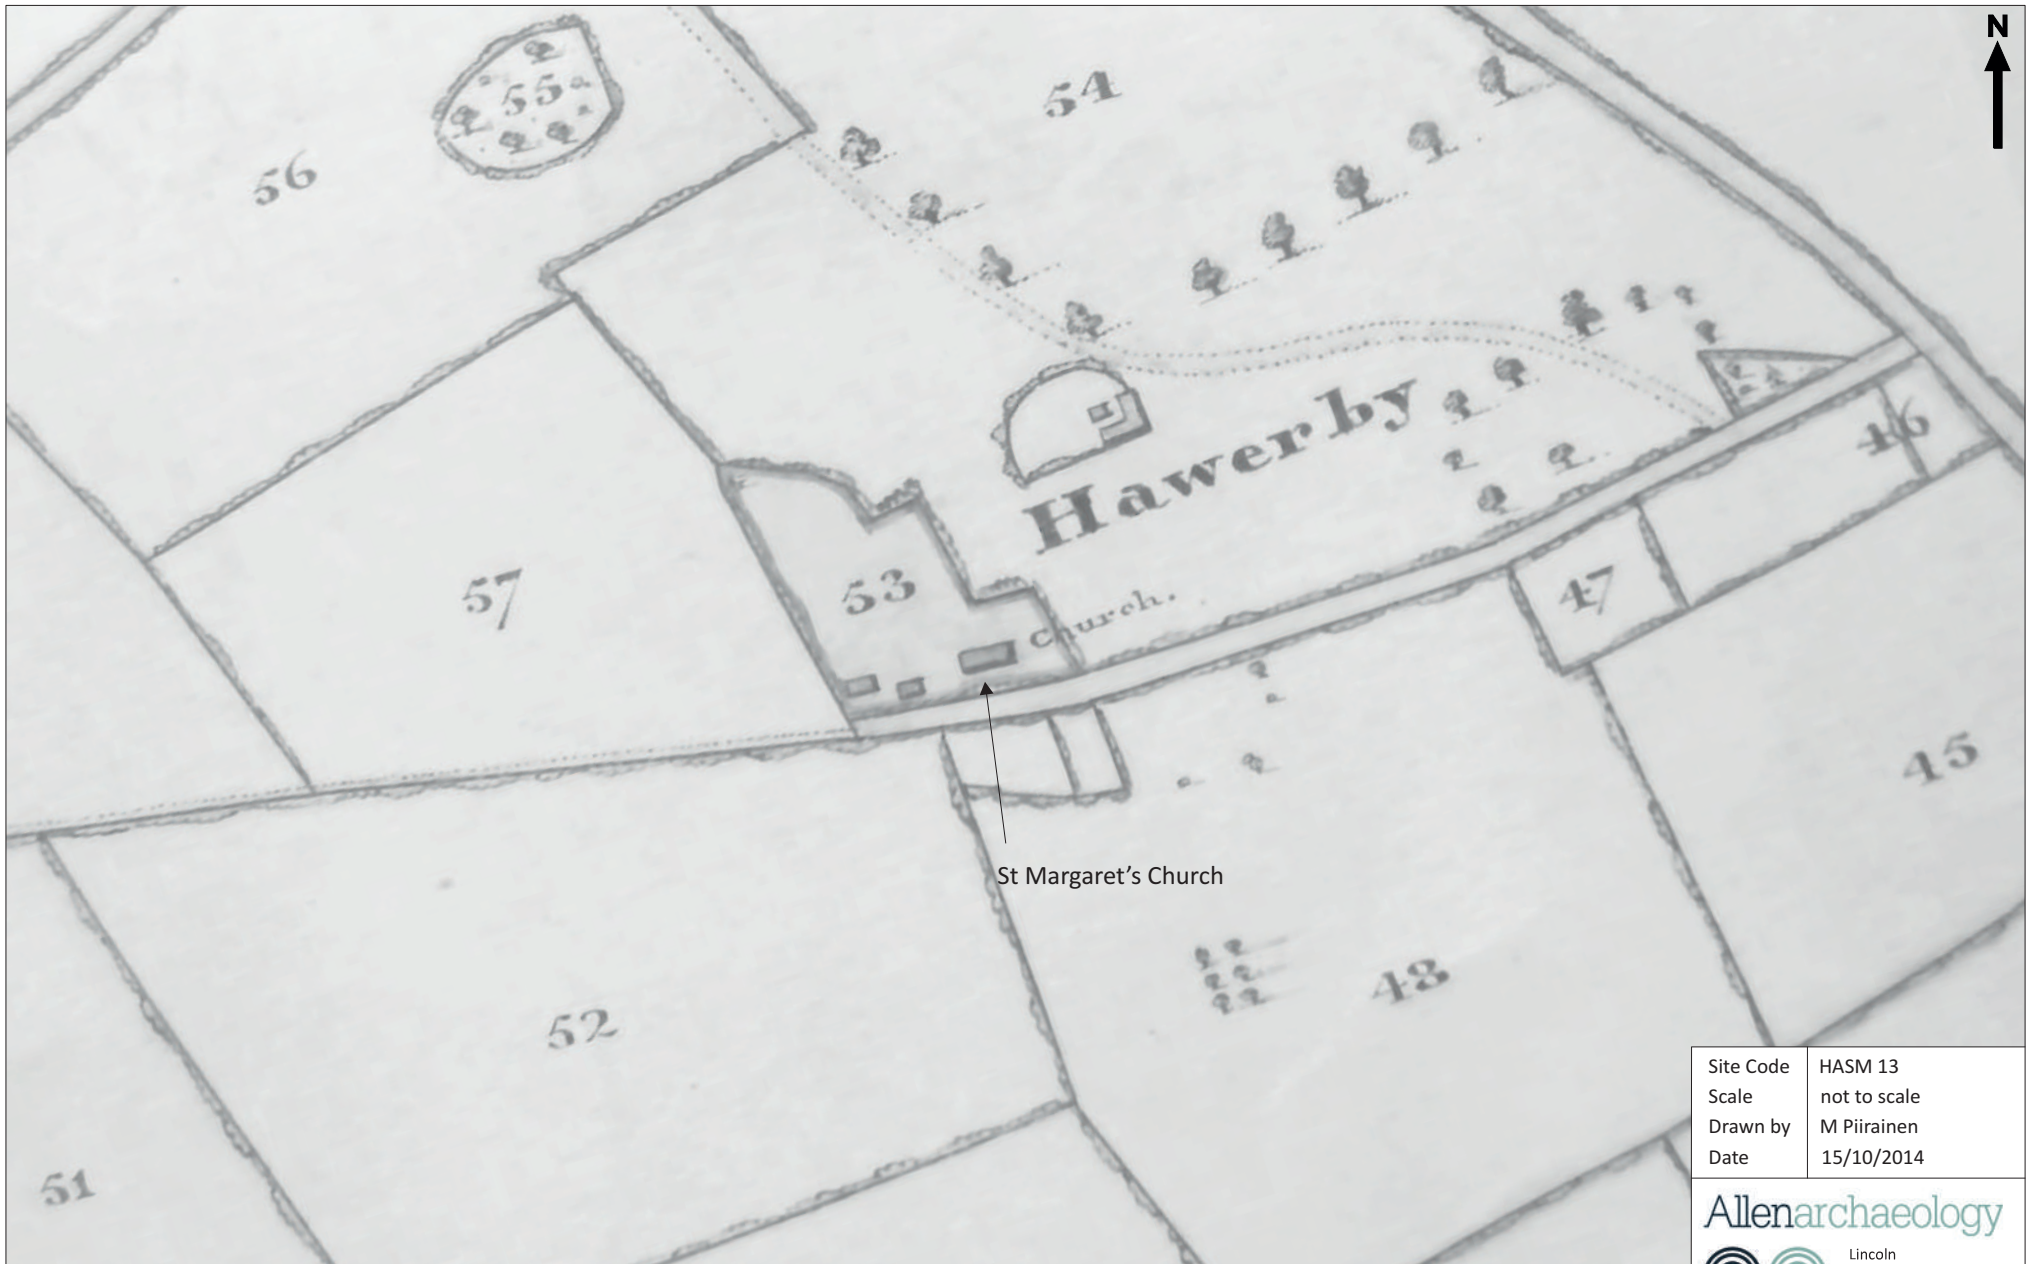 N
54
55
56
46
Hawerby
53
57
47
Church.
45
St Margaret's Church
48
52
51
Site Code HASM 13
Scale not to scale
Drawn by M Piirainen
Date 15/10/2014
Allenarchaeology
Lincoln